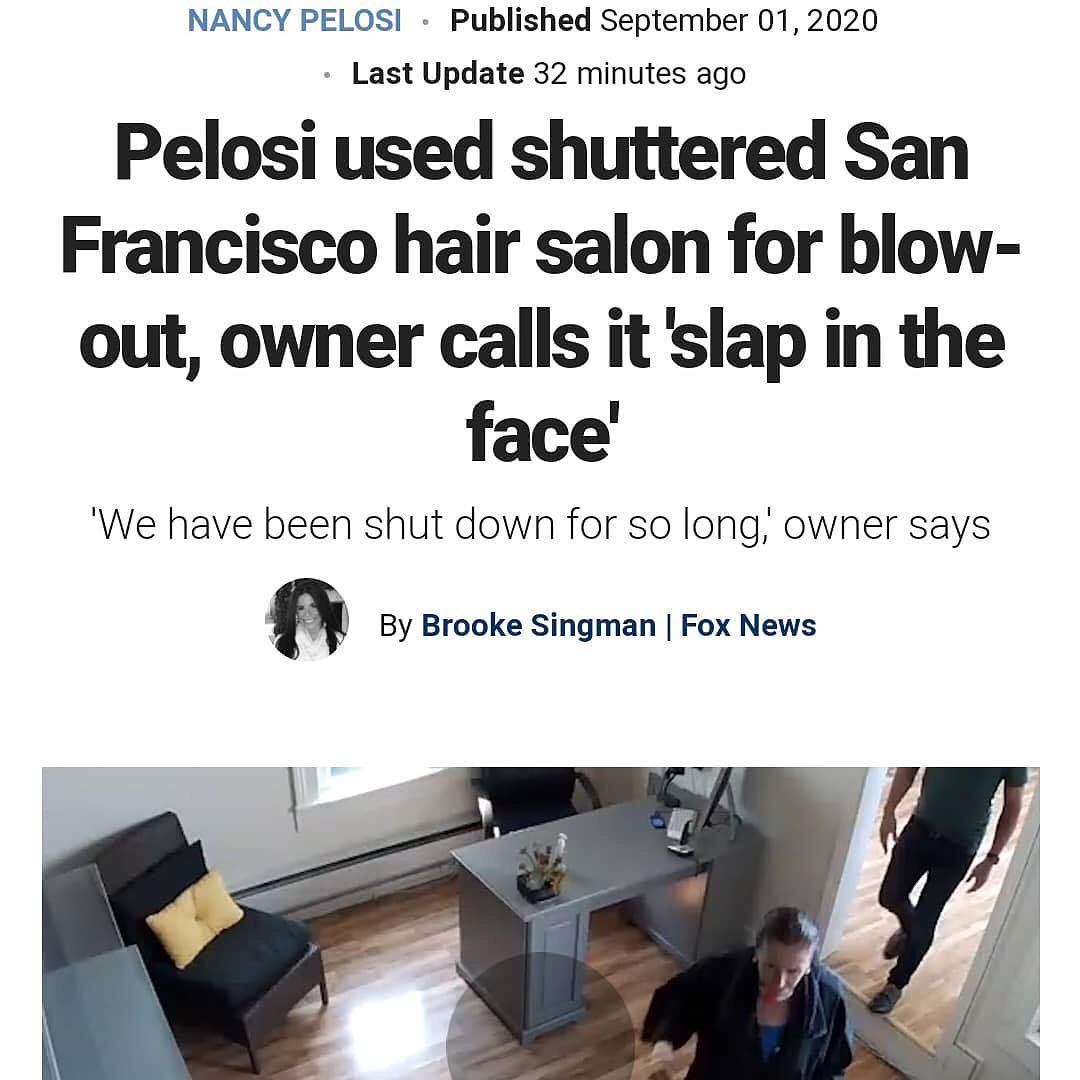 NANCY PELOSI · Published September 01, 2020
· Last Update 32 minutes ago
Pelosi used shuttered San
Francisco hair salon for blow-
out, owner calls it 'slap in the
face'
'We have been shut down for so long,' owner says
By Brooke Singman | Fox News